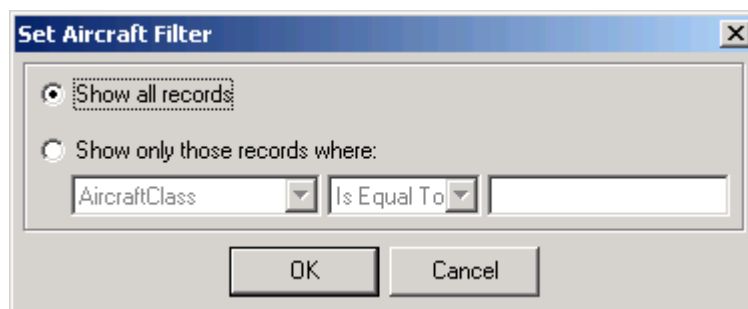 Set Aircraft Filter
Show all records
Show only those records where:
AircraftClass Is Equal To
OK Cancel